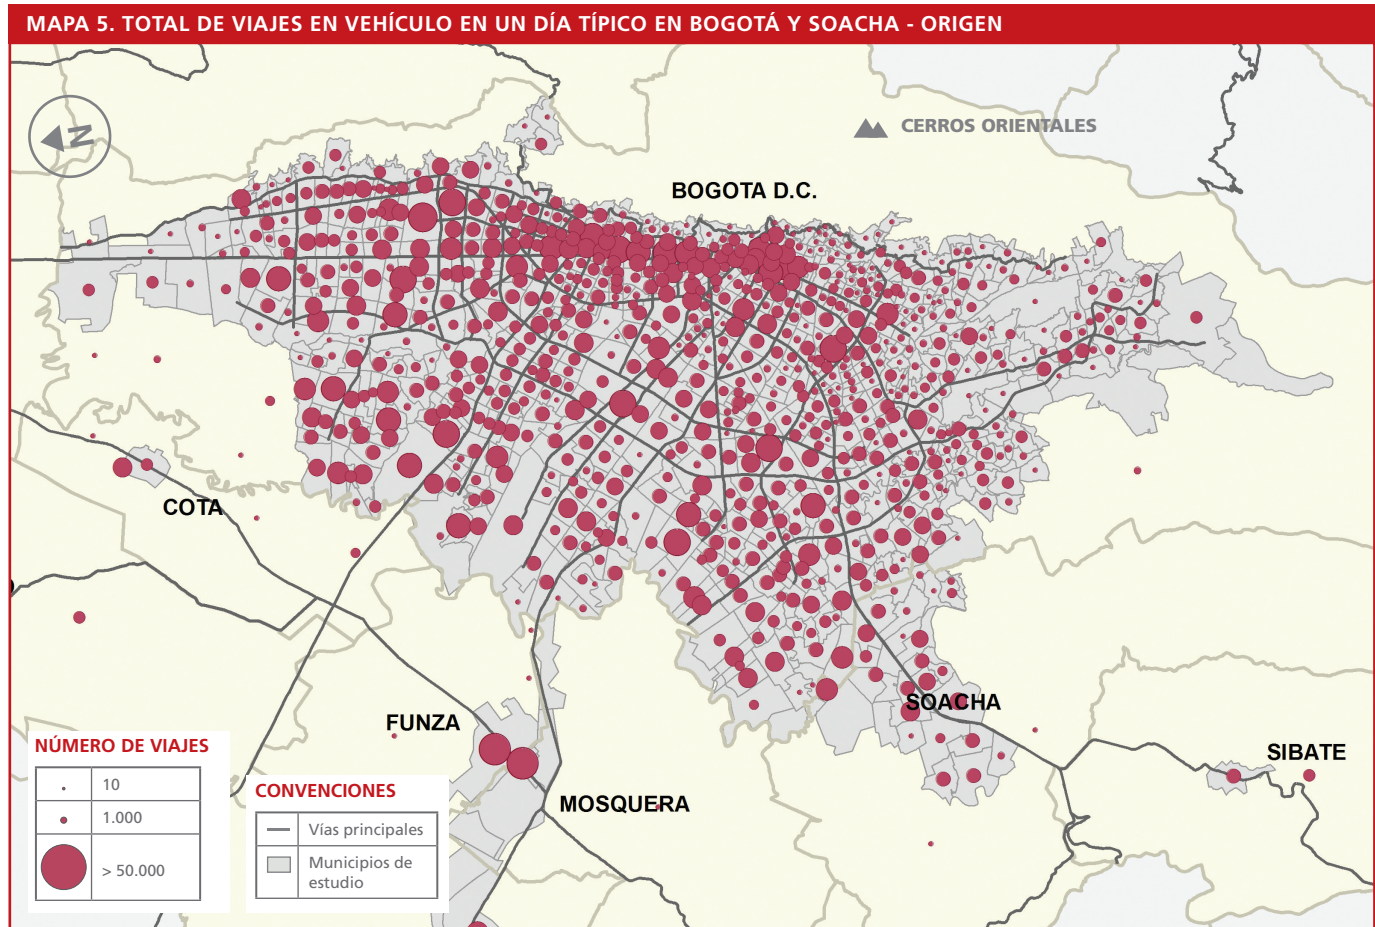 MAPA 5. TOTAL DE VIAJES EN VEHÍCULO EN UN DÍA TÍPICO EN BOGOTÁ Y SOACHA - ORIGEN
N
CERROS ORIENTALES
BOGOTA D.C.
COTA
SOACHA
FUNZA
SIBATE
MOSQUERA
NÚMERO DE VIAJES
10
1.000
> 50.000
CONVENCIONES
Vías principales
Municipios de
estudio